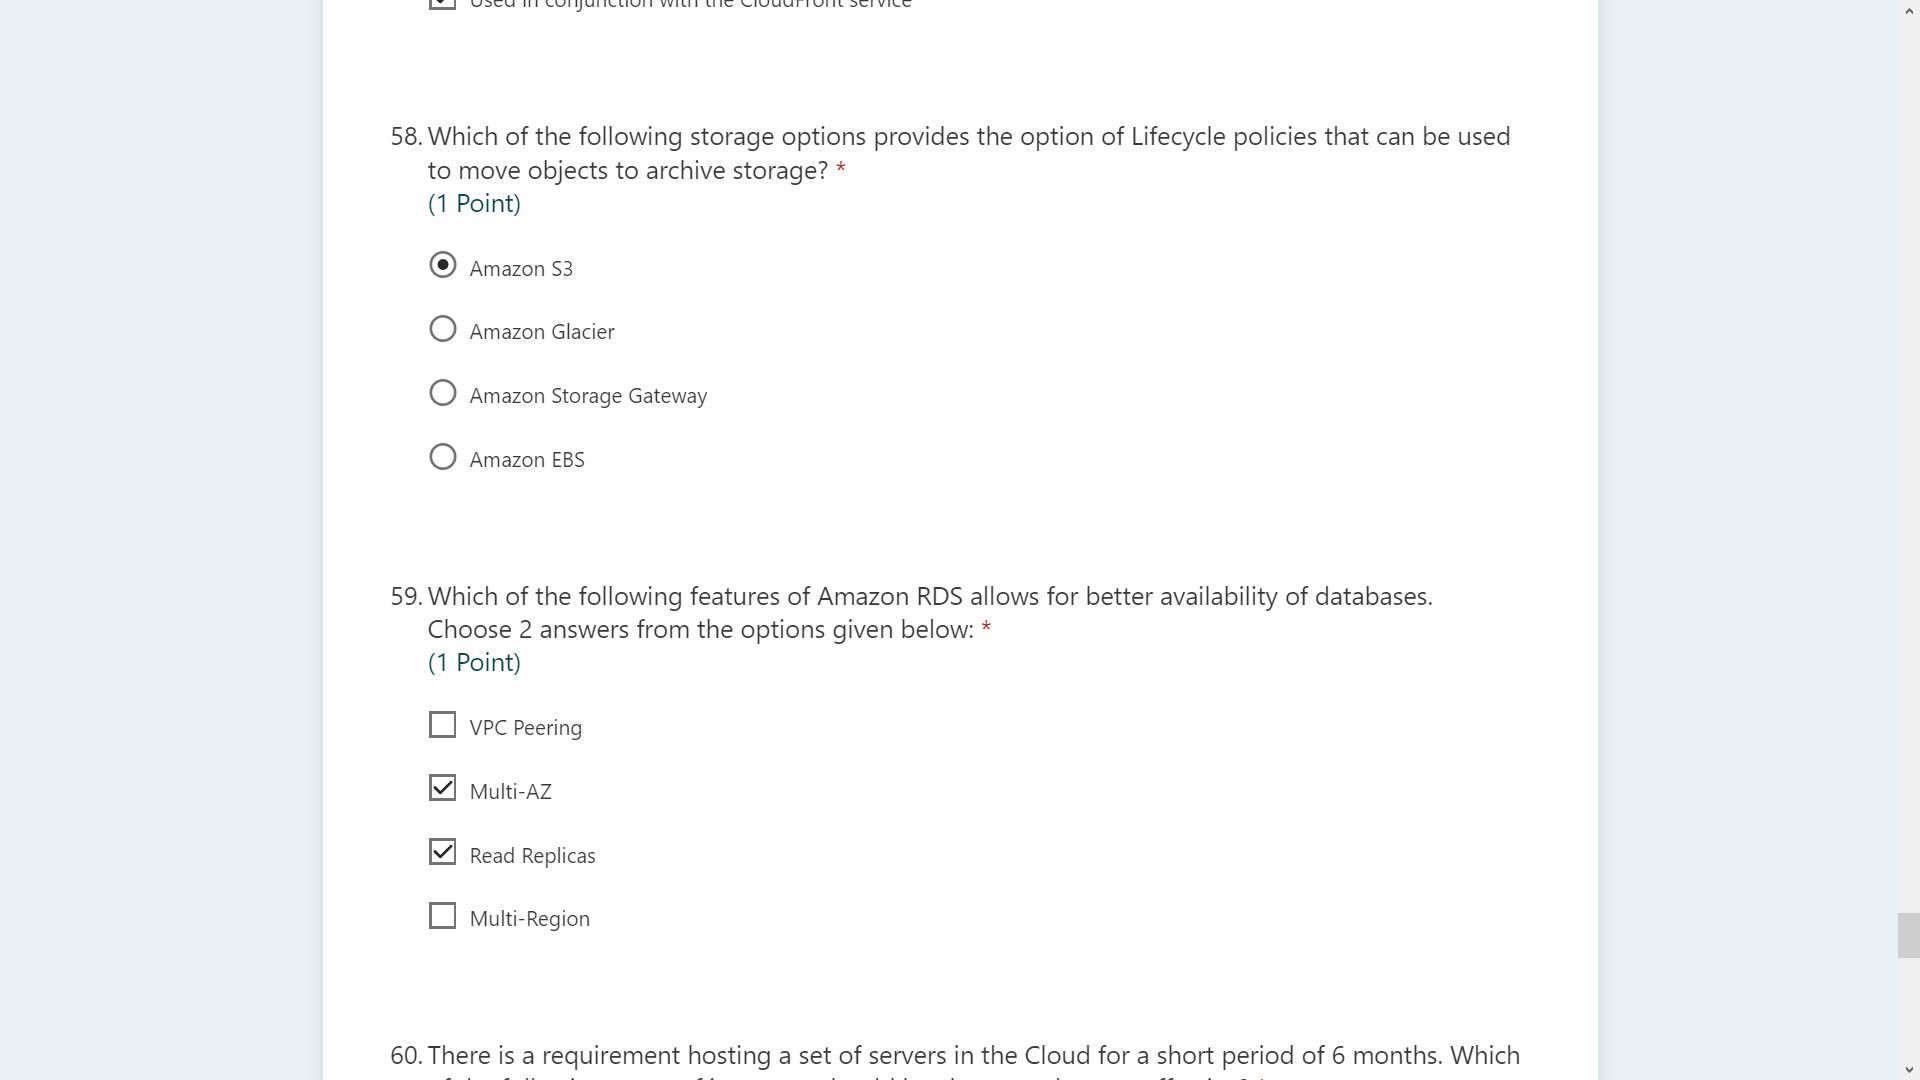 Used in conjunction with the CloudFront service
58. Which of the following storage options provides the option of Lifecycle policies that can be used
to move objects to archive storage? *
(1 Point)
Amazon S3
Amazon Glacier
Amazon Storage Gateway
Amazon EBS
59. Which of the following features of Amazon RDS allows for better availability of databases.
Choose 2 answers from the options given below: *
(1 Point)
VPC Peering
Multi-AZ
Read Replicas
Multi-Region
60. There is a requirement hosting a set of servers in the Cloud for a short period of 6 months. Which